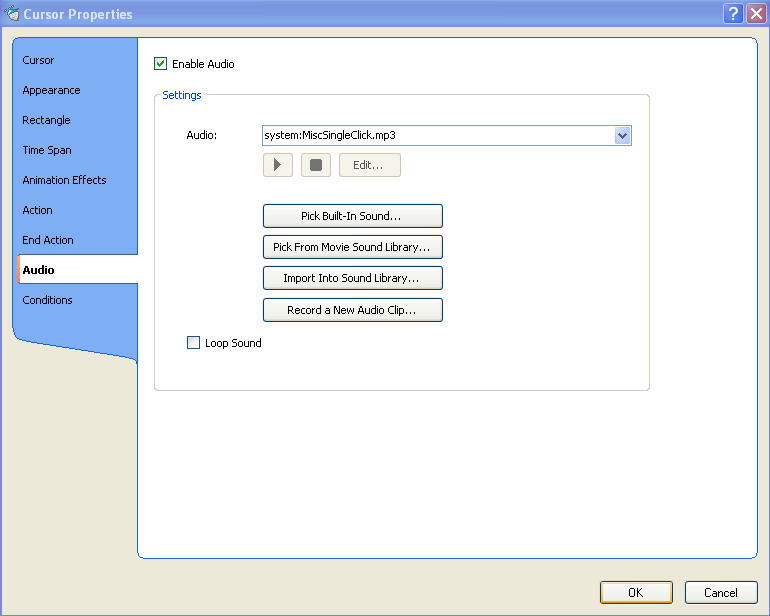 Cursor Properties
Cursor
Appearance
Rectangle
Time Span
Animation Effects
Action
End Action
Audio
Conditions
Enable Audio
Settings
Audio:
system:MiscSingleClick.mp3
Edit...
Pick Built-In Sound...
Pick From Movie Sound Library...
Import Into Sound Library...
Record a New Audio Clip...
Loop Sound
OK
Cancel